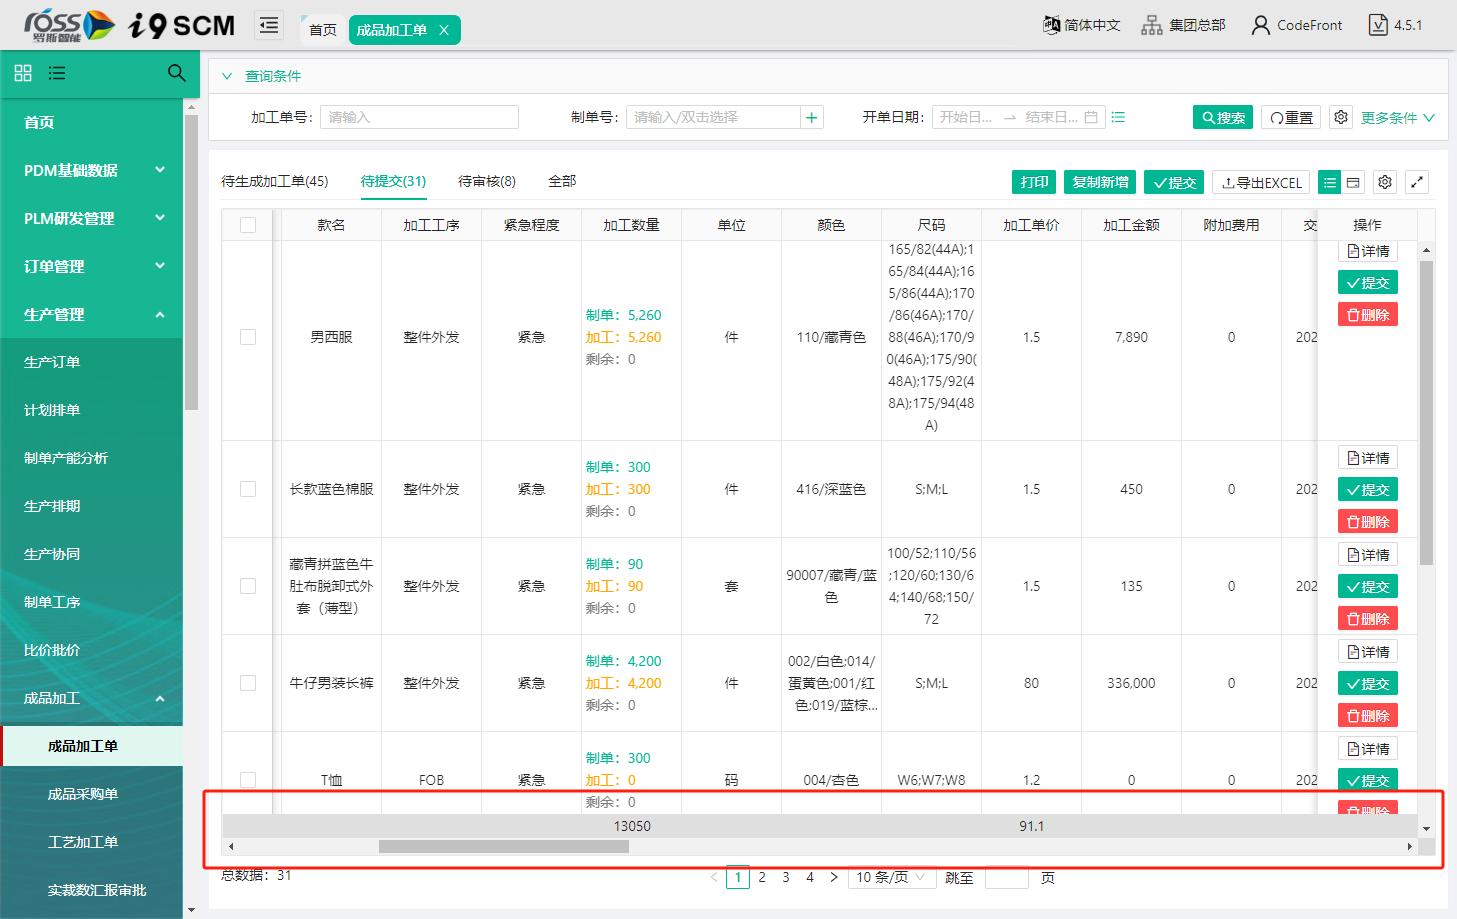 röss
罗斯智能
i9 SCM
首页
成品加工单 X
简体中文
集团总部
CodeFront
4.5.1
首页
PDM基础数据
PLM研发管理
订单管理
生产管理
生产订单
计划排单
制单产能分析
生产排期
生产协同
制单工序
比价批价
成品加工
成品加工单
成品采购单
工艺加工单
实裁数汇报审批
查询条件
加工单号: 请输入
制单号: 请输入/双击选择 +
开单日期: 开始日... → 结束日...
搜索 重置 更多条件
待生成加工单(45) 待提交(31) 待审核(8) 全部
打印 复制新增 提交 导出EXCEL
款名 加工工序 紧急程度 加工数量 单位 颜色 尺码 加工单价 加工金额 附加费用 交 操作
男西服 整件外发 紧急
制单：5,260
加工：5,260
剩余：0
件 110/藏青色
165/82(44A);1
65/84(44A);16
5/86(44A);170
/86(46A);170/
88(46A);170/9
0(46A);175/90(
48A);175/92(4
8A);175/94(48
A)
1.5 7,890 0 202
详情
提交
删除
长款蓝色棉服 整件外发 紧急
制单：300
加工：300
剩余：0
件 416/深蓝色 S;M;L 1.5 450 0 202
详情
提交
删除
藏青拼蓝色牛
肚布脱卸式外
套（薄型）
整件外发 紧急
制单：90
加工：90
剩余：0
套
90007/藏青/蓝
色
100/52;110/56
;120/60;130/6
4;140/68;150/
72
1.5 135 0 202
详情
提交
删除
牛仔男装长裤 整件外发 紧急
制单：4,200
加工：4,200
剩余：0
件
002/白色;014/
蛋黄色;001/红
色;019/蓝棕...
S;M;L 80 336,000 0 202
详情
提交
删除
T恤 FOB 紧急
制单：300
加工：0
剩余：0
码 004/杏色 W6;W7;W8 1.2 0 0 202
详情
提交
删除
13050 91.1
总数据：31
< 1 2 3 4 > 10 条/页 跳至 页